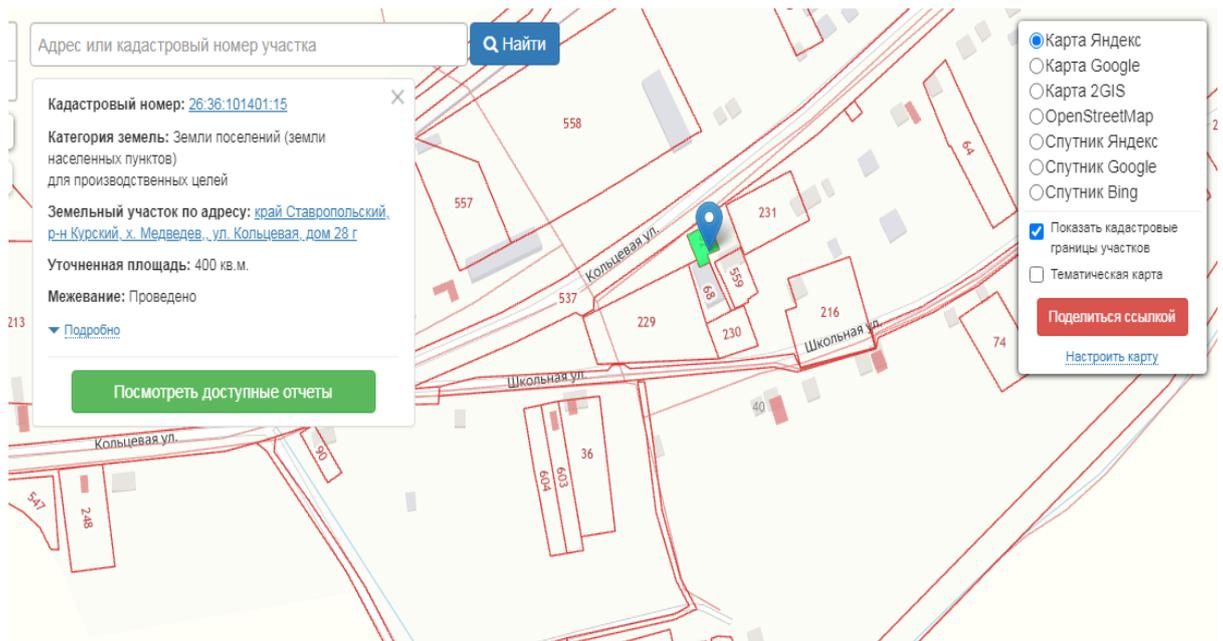 Адрес или кадастровый номер участка
Найти
Кадастровый номер: 26:36:101401:15
Категория земель: Земли поселений (земли
населенных пунктов)
для производственных целей
Земельный участок по адресу: край Ставропольский,
р-н Курский, х. Медведев,, ул. Кольцевая, дом 28 г
Уточненная площадь: 400 кв.м.
Межевание: Проведено
Подробно
Посмотреть доступные отчеты
Карта Яндекс
Карта Google
Карта 2GIS
OpenStreetMap
Спутник Яндекс
Спутник Google
Спутник Bing
Показать кадастровые
границы участков
Тематическая карта
Поделиться ссылкой
Настроить карту
558
64
557
231
Кольцевая ул.
559
68
537
213
229
216
230
Школьная ул.
74
Школьная ул.
40
Кольцевая ул.
90
36
603
604
547
248
2